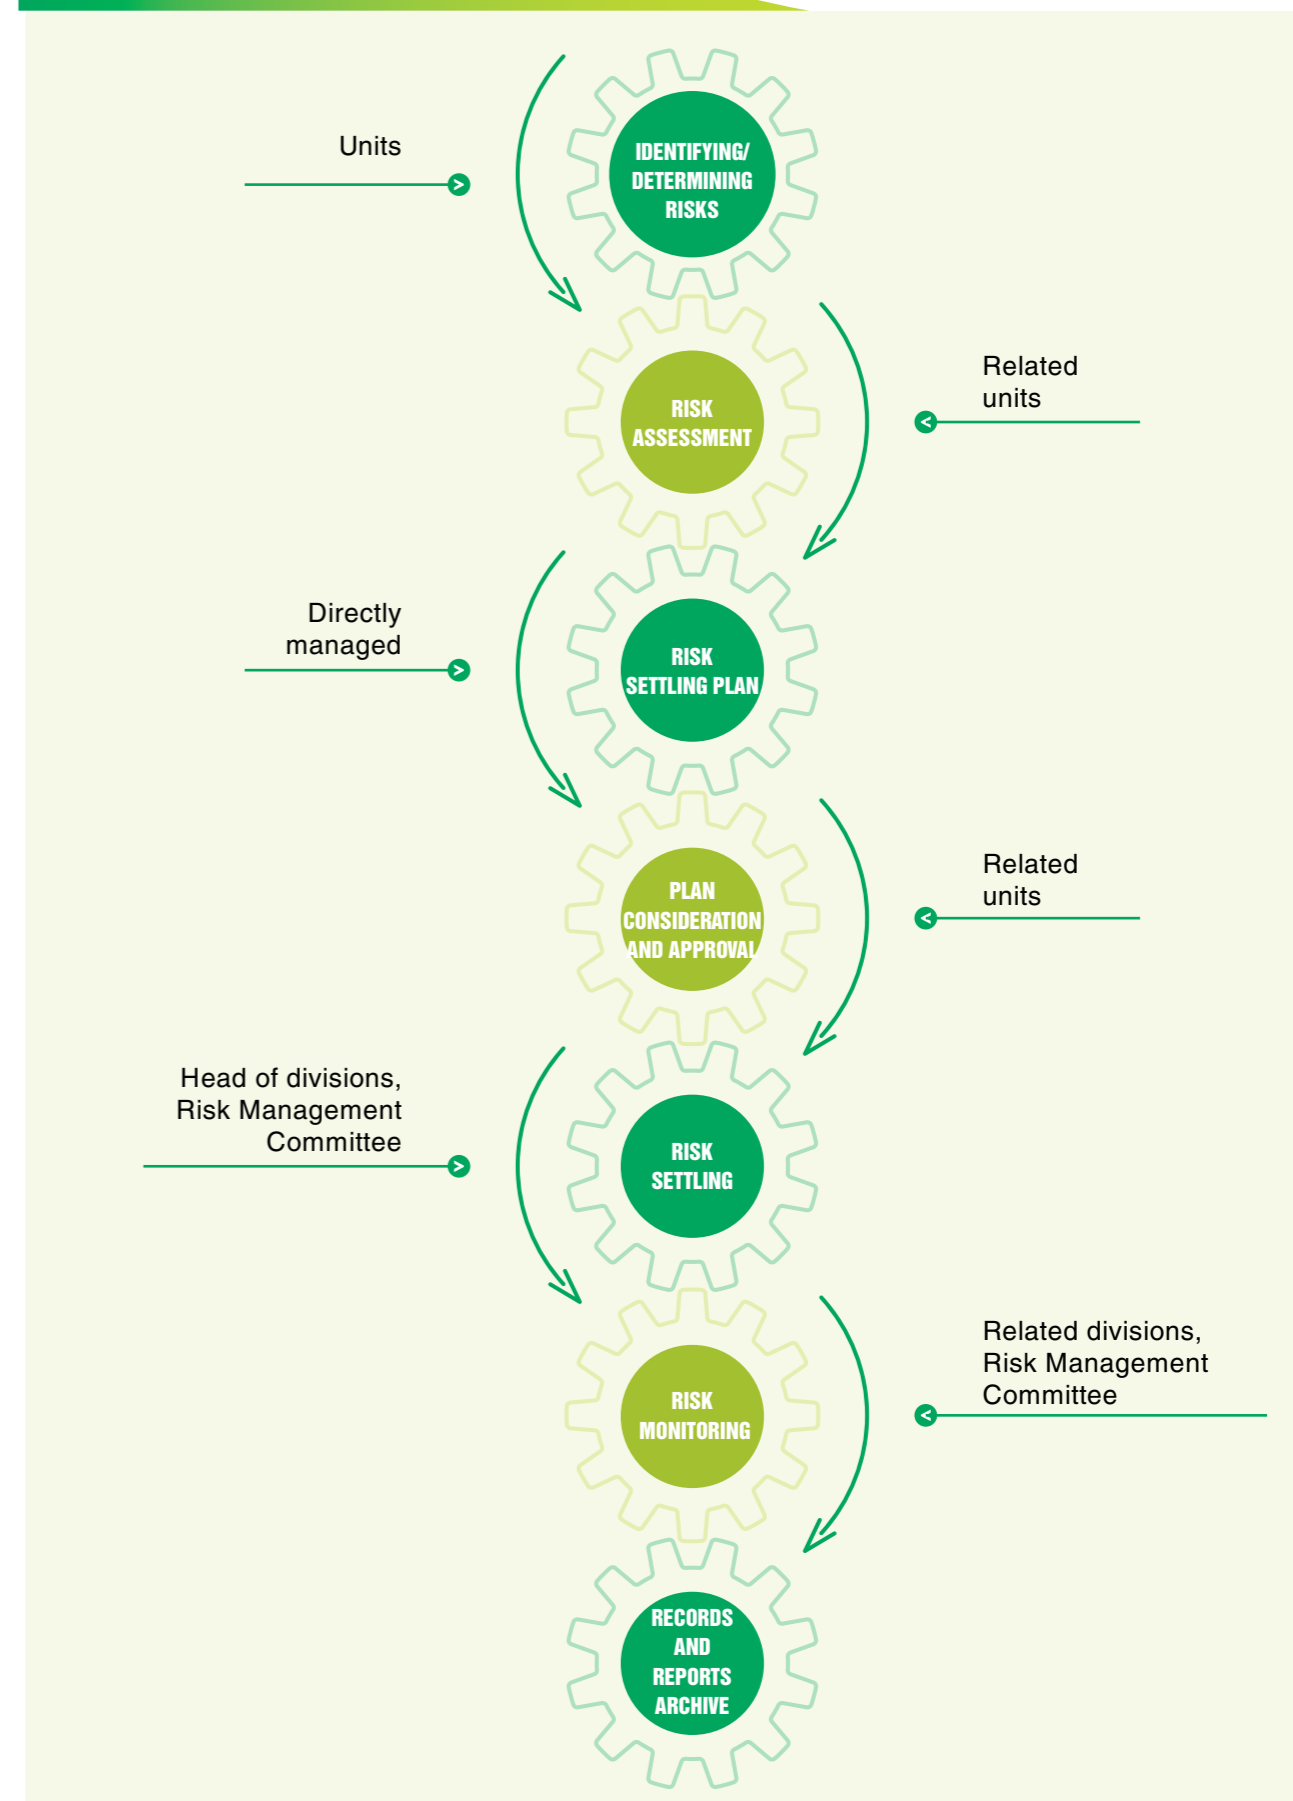 Units
IDENTIFYING/
DETERMINING
RISKS
RISK
ASSESSMENT
Related
units
Directly
managed
RISK
SETTLING PLAN
PLAN
CONSIDERATION
AND APPROVAL
Related
units
Head of divisions,
Risk Management
Committee
RISK
SETTLING
RISK
MONITORING
Related divisions,
Risk Management
Committee
RECORDS
AND
REPORTS
ARCHIVE